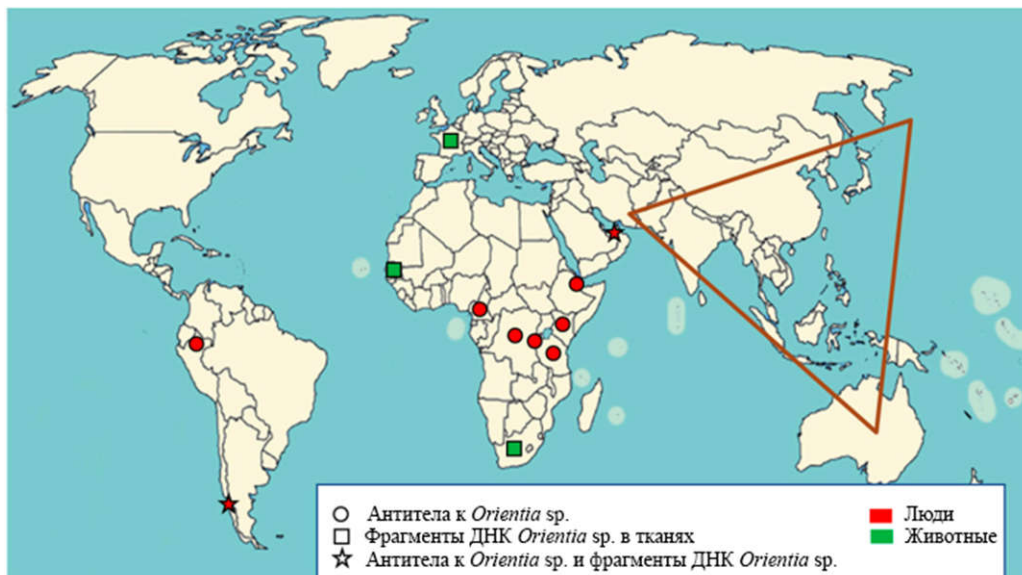 Антитела к Orientia sp.
Фрагменты ДНК Orientia sp. в тканях
Антитела к Orientia sp. и фрагменты ДНК Orientia sp.
Люди
Животные